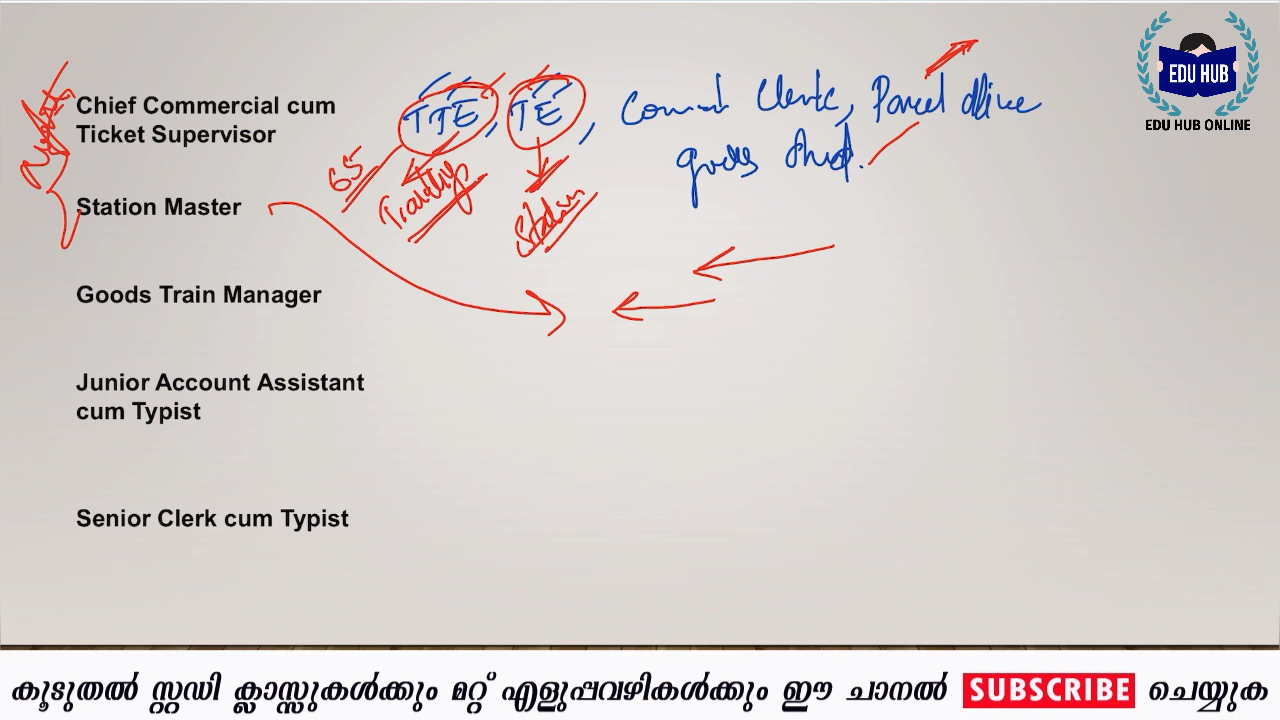 EDU HUB
EDU HUB ONLINE
Chief Commercial cum
Ticket Supervisor
TTE, TE, Clerk, Parcel office
goods shed.
65
Station
Station Master
Goods Train Manager
Junior Account Assistant
cum Typist
Senior Clerk cum Typist
കൂടുതൽ സ്റ്റഡി ക്ലാസ്സുകൾക്കും മറ്റ് എളുപ്പവഴികൾക്കും ഈ ചാനൽ SUBSCRIBE ചെയ്യുക